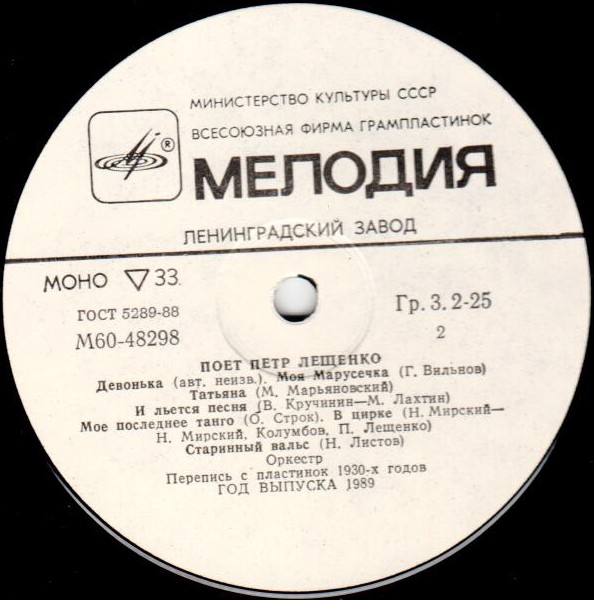 МИНИСТЕРСТВО КУЛЬТУРЫ СССР
ВСЕСОЮЗНАЯ ФИРМА ГРАМПЛАСТИНОК
®
МЕЛОДИЯ
ЛЕНИНГРАДСКИЙ ЗАВОД
МОНО ▽ 33
ГОСТ 5289-88
М60-48298
Гр. 3. 2-25
2
ПОЕТ ПЕТР ЛЕЩЕНКО
Девонька (авт. неизв.). Моя Марусечка (Г. Вильнов)
Татьяна (М. Марьяновский)
И льется песня (В. Кручинин—М. Лахтин)
Мое последнее танго (О. Строк). В цирке (Н. Мирский—
Н. Мирский, Колумбов, П. Лещенко)
Старинный вальс (Н. Листов)
Оркестр
Перепись с пластинок 1930-х годов
ГОД ВЫПУСКА 1989